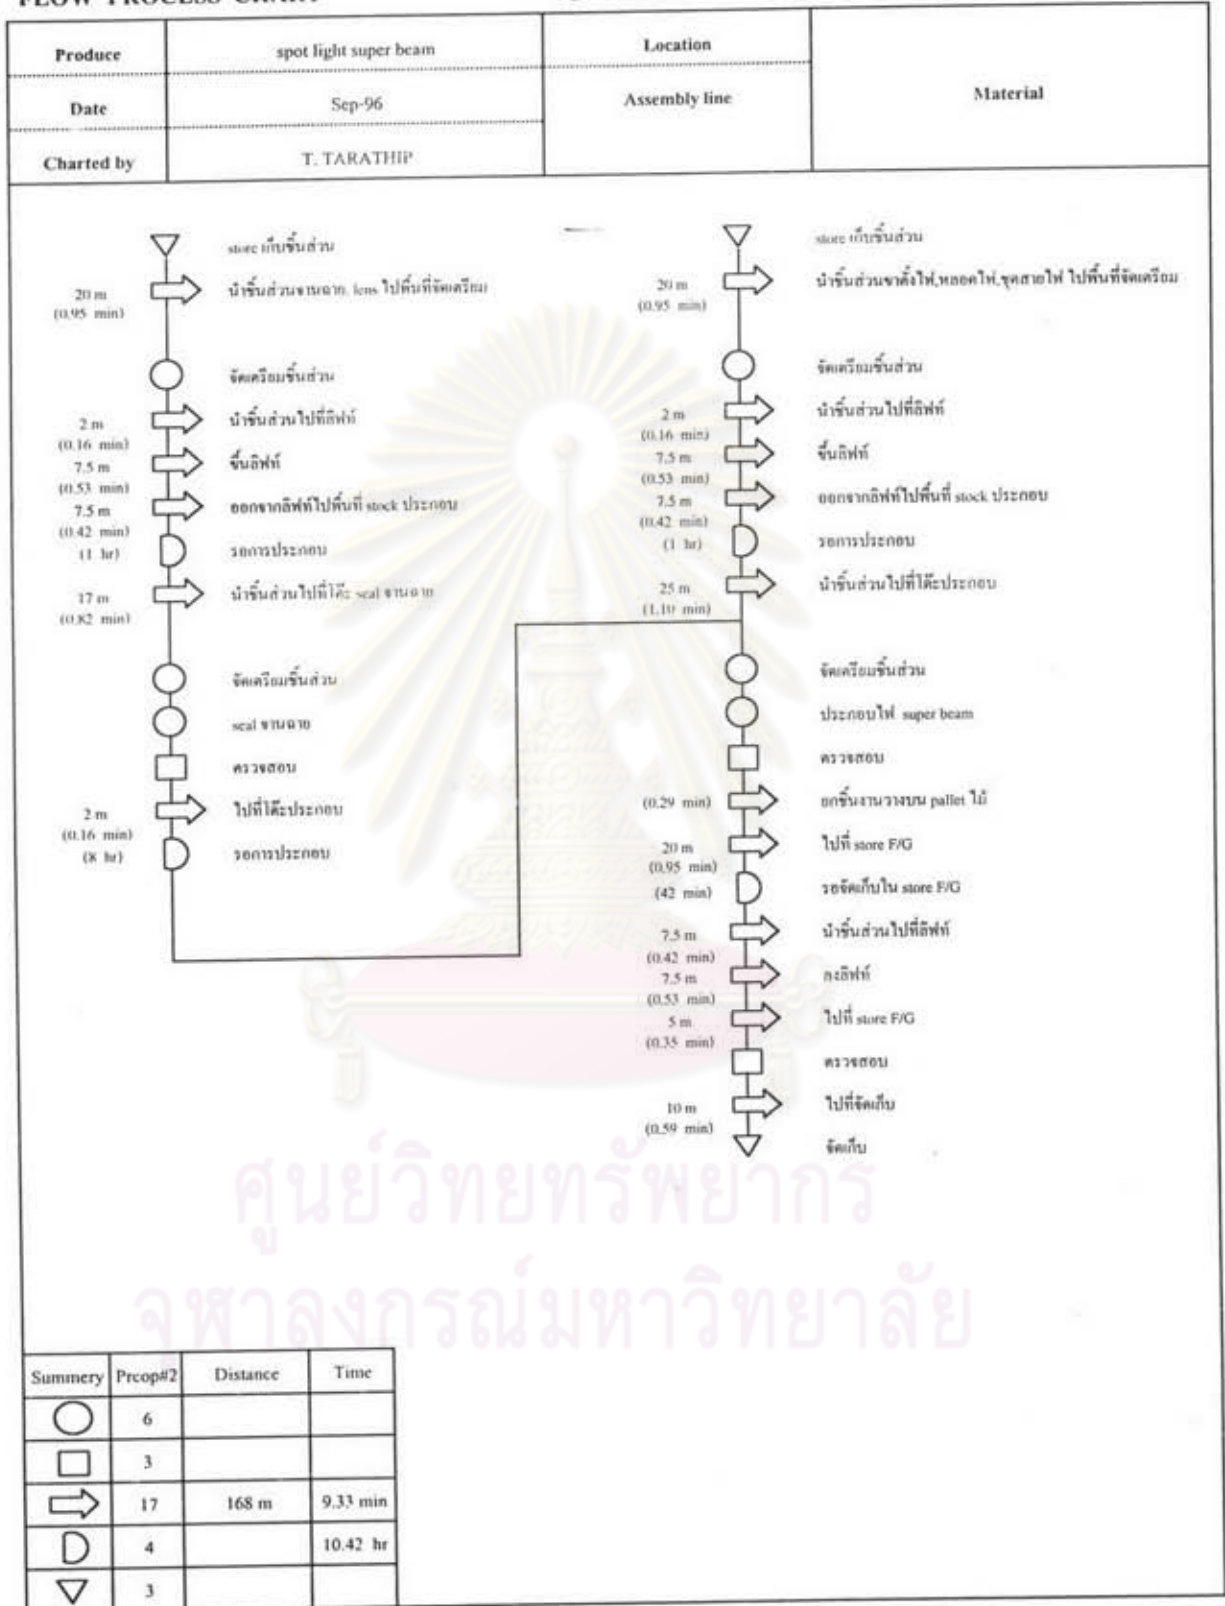 FLOW PROCESS CHART
Produce
spot light super beam
Location
Material
Date
Sep-96
Assembly line
Charted by
T. TARATHIP
store เก็บชิ้นส่วน
20 m
(0.95 min)
นำชิ้นส่วนจานฉาย, lens ไปพื้นที่จัดเตรียม
จัดเตรียมชิ้นส่วน
2 m
(0.16 min)
นำชิ้นส่วนไปที่ลิฟท์
7.5 m
(0.53 min)
ขึ้นลิฟท์
7.5 m
(0.42 min)
ออกจากลิฟท์ไปพื้นที่ stock ประกอบ
(1 hr)
รอการประกอบ
17 m
(0.82 min)
นำชิ้นส่วนไปที่โต๊ะ seal จานฉาย
จัดเตรียมชิ้นส่วน
seal จานฉาย
ตรวจสอบ
2 m
(0.16 min)
ไปที่โต๊ะประกอบ
(8 hr)
รอการประกอบ
store เก็บชิ้นส่วน
20 m
(0.95 min)
นำชิ้นส่วนขาตั้งไฟ,หลอดไฟ,ชุดสายไฟ ไปพื้นที่จัดเตรียม
จัดเตรียมชิ้นส่วน
2 m
(0.16 min)
นำชิ้นส่วนไปที่ลิฟท์
7.5 m
(0.53 min)
ขึ้นลิฟท์
7.5 m
(0.42 min)
ออกจากลิฟท์ไปพื้นที่ stock ประกอบ
(1 hr)
รอการประกอบ
25 m
(1.10 min)
นำชิ้นส่วนไปที่โต๊ะประกอบ
จัดเตรียมชิ้นส่วน
ประกอบไฟ super beam
ตรวจสอบ
(0.29 min)
ยกชิ้นงานวางบน pallet ไม้
20 m
(0.95 min)
ไปที่ store F/G
(42 min)
รอจัดเก็บใน store F/G
7.5 m
(0.42 min)
นำชิ้นส่วนไปที่ลิฟท์
7.5 m
(0.53 min)
ลงลิฟท์
5 m
(0.35 min)
ไปที่ store F/G
ตรวจสอบ
10 m
(0.59 min)
ไปที่จัดเก็บ
จัดเก็บ
ศูนย์วิทยทรัพยากร
จุฬาลงกรณ์มหาวิทยาลัย
Summery Prcop#2 Distance Time
6
3
17 168 m 9.33 min
4 10.42 hr
3